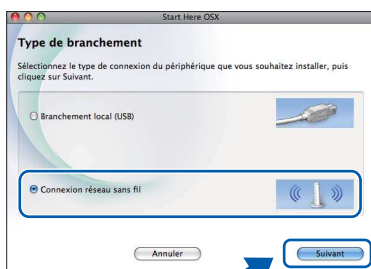 Start Here OSX
Type de branchement
Sélectionnez le type de connexion du périphérique que vous souhaitez installer, puis
cliquez sur Suivant.
Branchement local (USB)
Connexion réseau sans fil
Annuler
Suivant